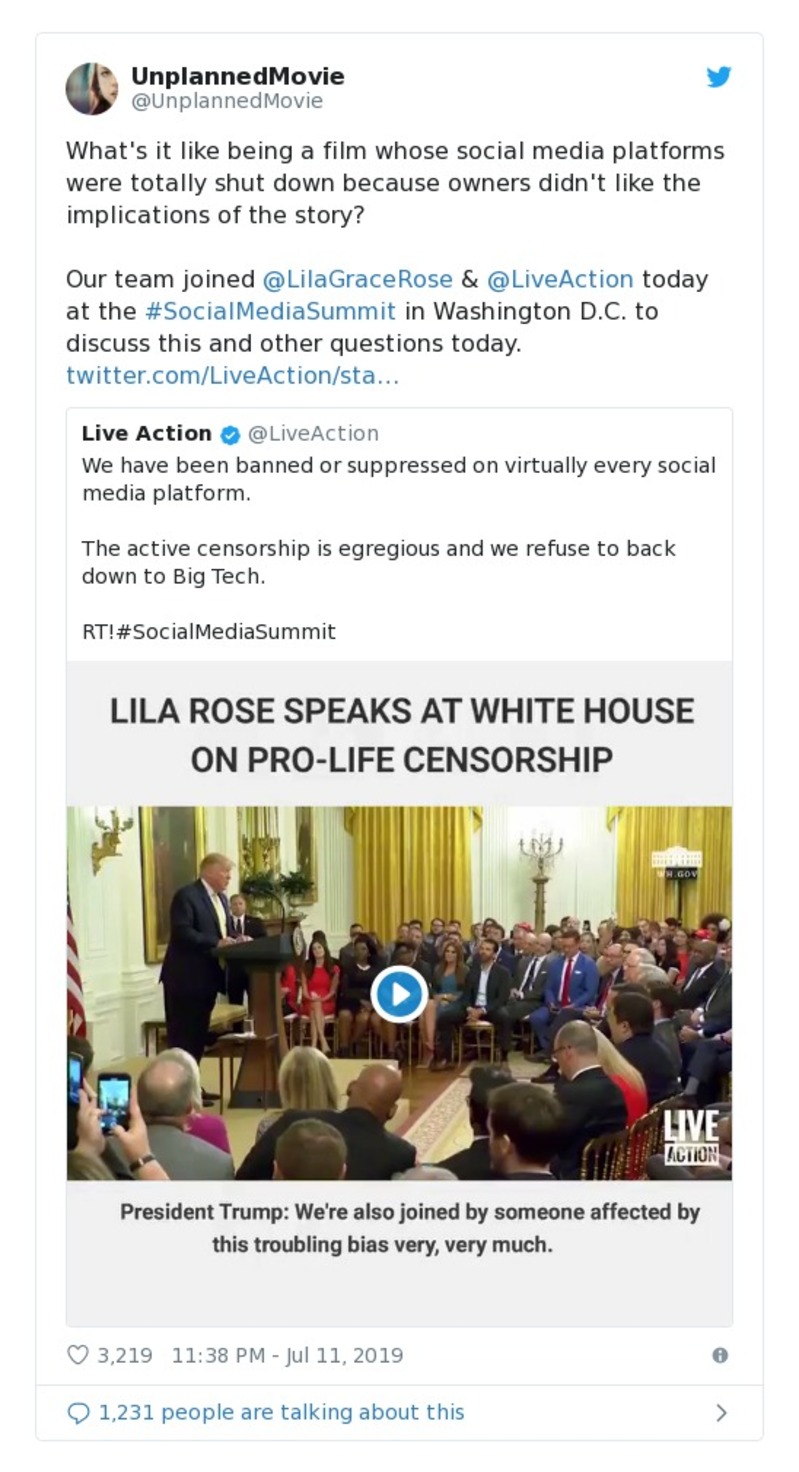 UnplannedMovie
@UnplannedMovie
What's it like being a film whose social media platforms
were totally shut down because owners didn't like the
implications of the story?
Our team joined @LilaGraceRose & @LiveAction today
at the #SocialMediaSummit in Washington D.C. to
discuss this and other questions today.
twitter.com/LiveAction/sta…
Live Action @LiveAction
We have been banned or suppressed on virtually every social
media platform.
The active censorship is egregious and we refuse to back
down to Big Tech.
RT!#SocialMediaSummit
LILA ROSE SPEAKS AT WHITE HOUSE
ON PRO-LIFE CENSORSHIP
WH.GOV
LIVE
ACTION
President Trump: We're also joined by someone affected by
this troubling bias very, very much.
3,219 11:38 PM - Jul 11, 2019
1,231 people are talking about this